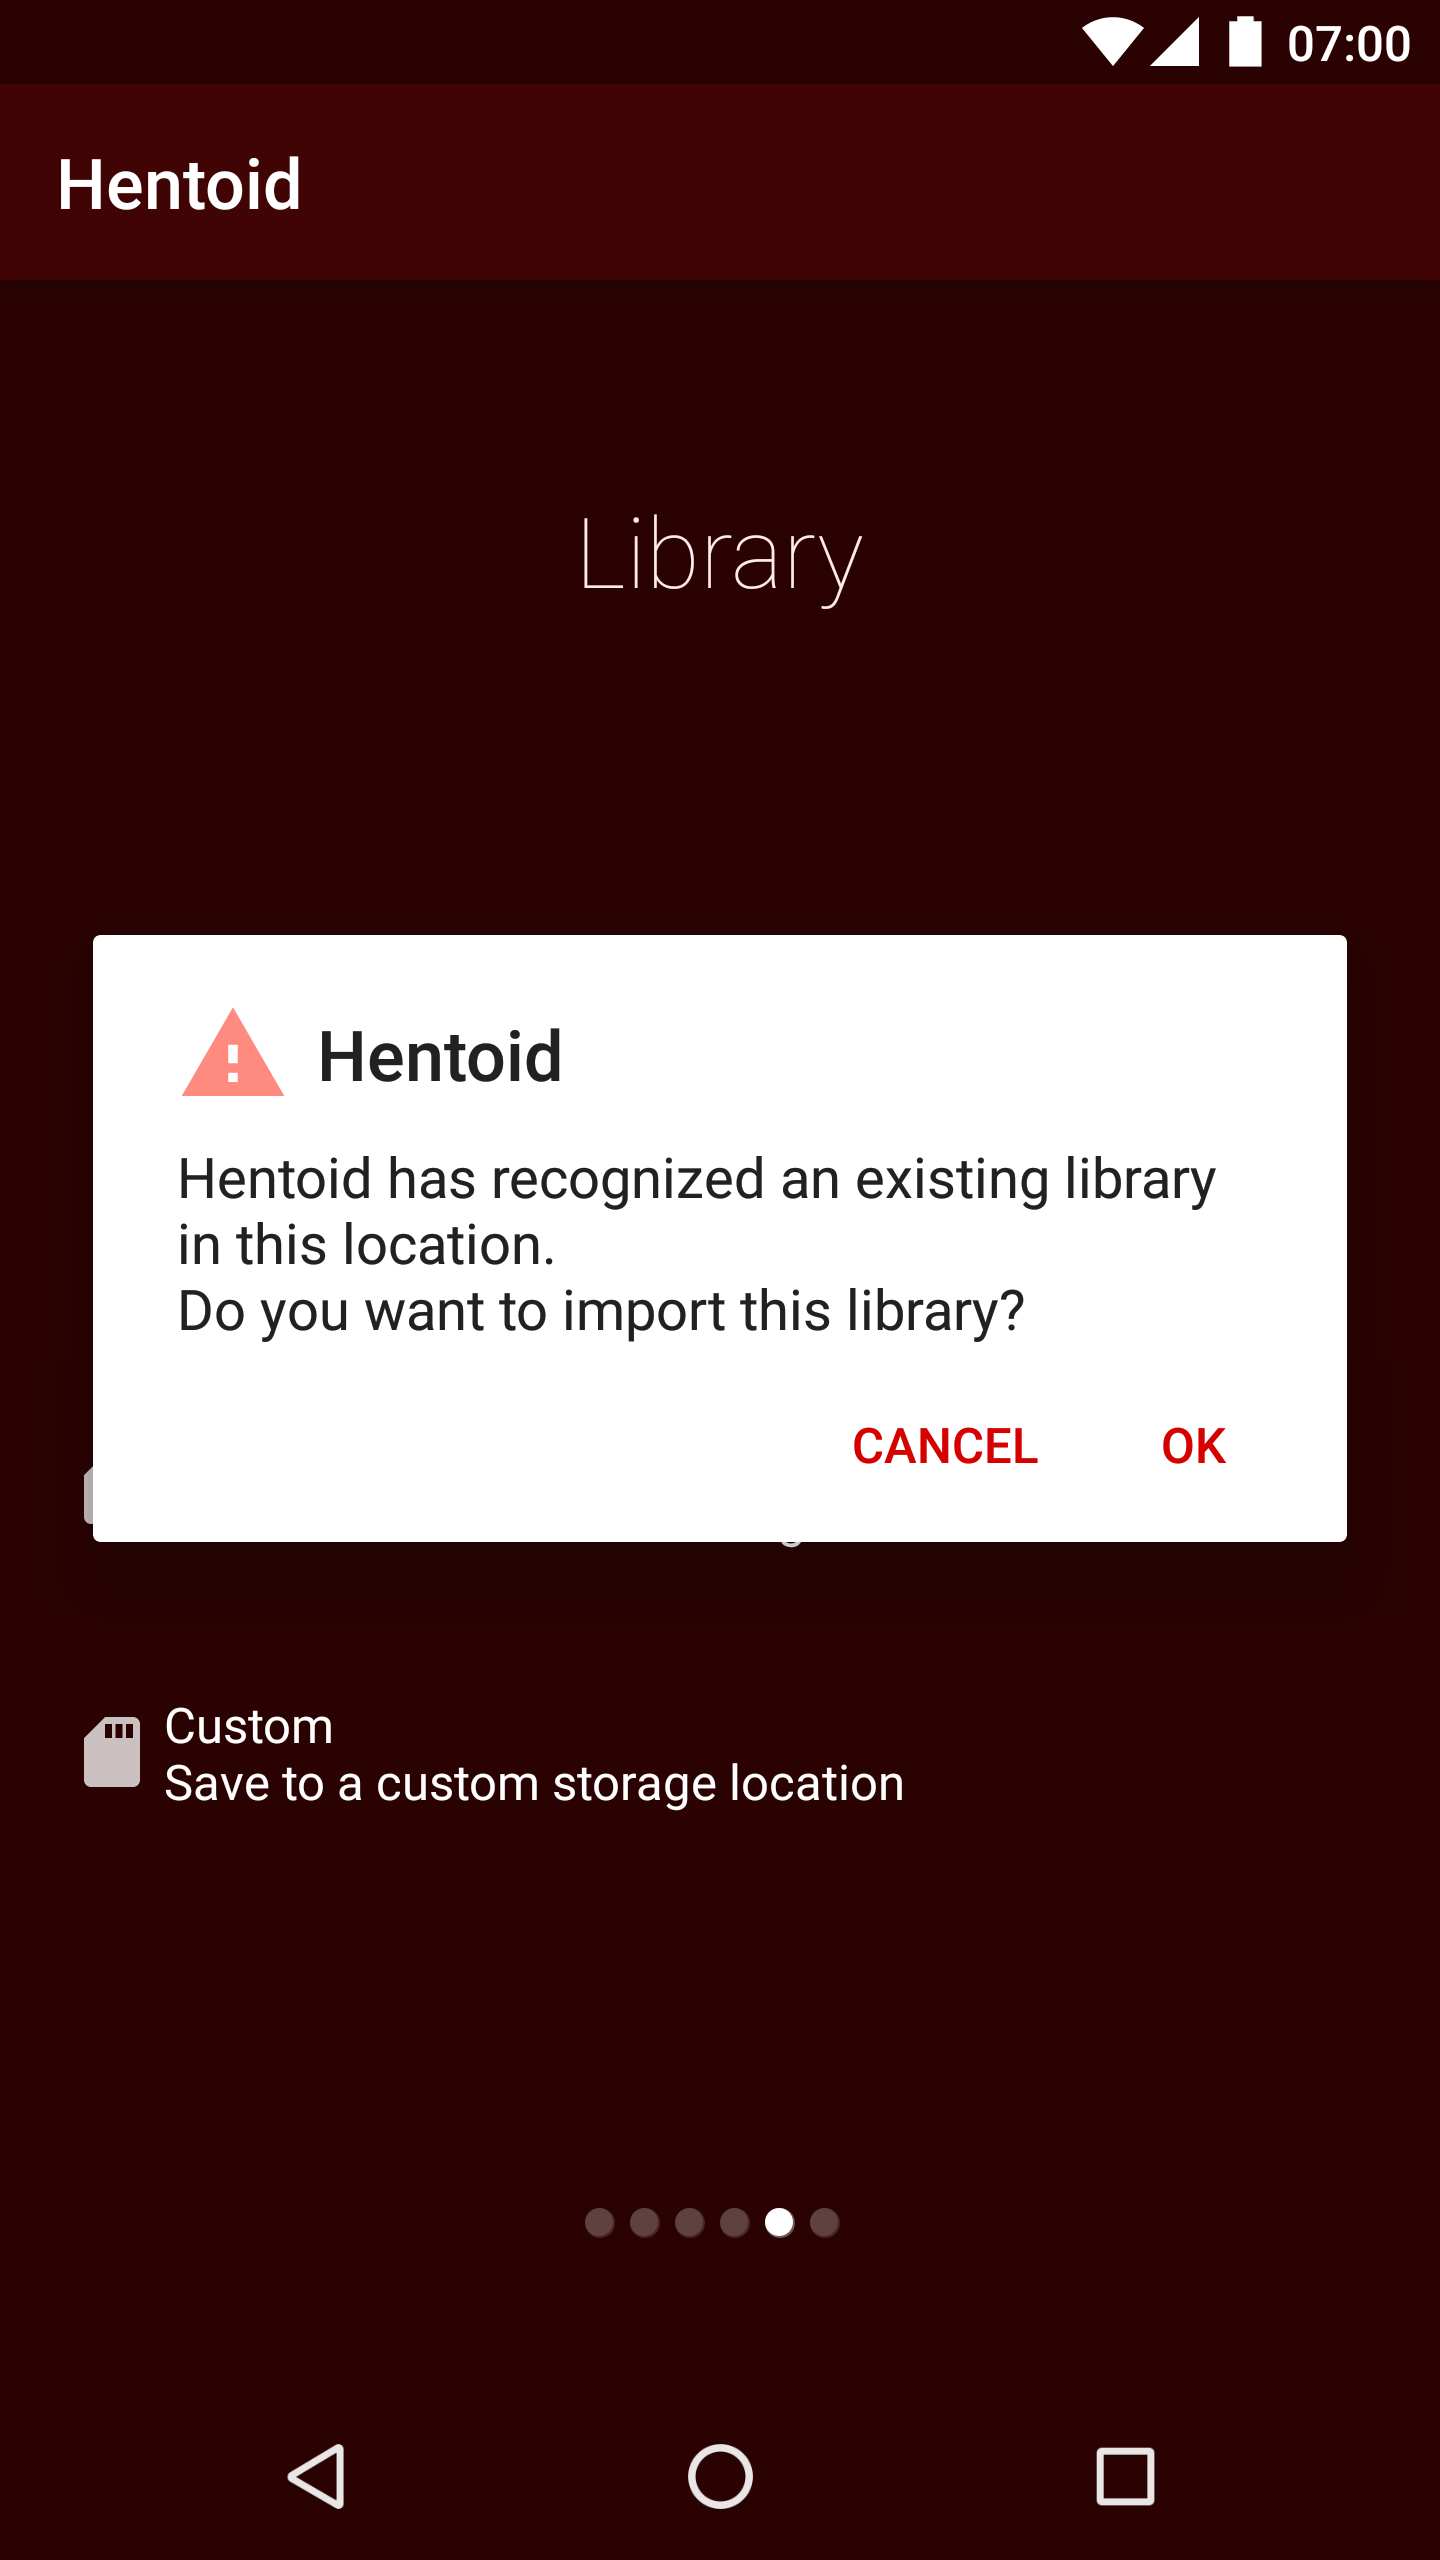 07:00
Hentoid
Library
Hentoid
Hentoid has recognized an existing library
in this location.
Do you want to import this library?
CANCEL
OK
Custom
Save to a custom storage location